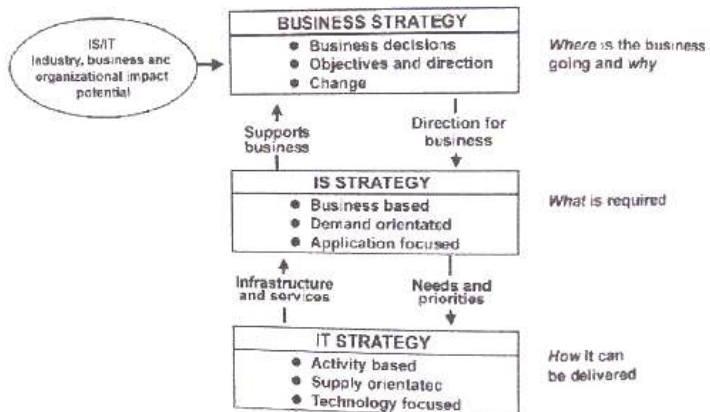 IS/IT
Industry, business and
organizational impact
potential
BUSINESS STRATEGY
● Business decisions
● Objectives and direction
● Change
Where is the business
going and why
Supports
business
Direction for
business
IS STRATEGY
● Business based
● Demand orientated
● Application focused
What is required
Infrastructure
and services
Needs and
priorities
IT STRATEGY
● Activity based
● Supply orientated
● Technology focused
How it can
be delivered